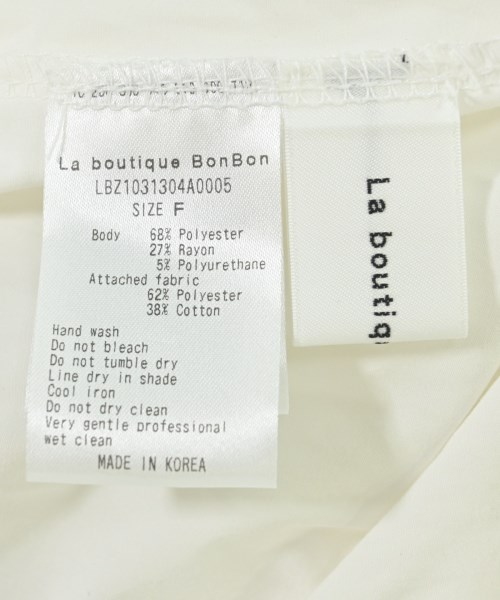 La boutique BonBon
LBZ1031304A0005
SIZE F
Body 68% Polyester
27% Rayon
5% Polyurethane
Attached fabric
62% Polyester
38% Cotton
Hand wash
Do not bleach
Do not tumble dry
Line dry in shade
Cool iron
Do not dry clean
Very gentle professional
wet clean
MADE IN KOREA
La boutiq